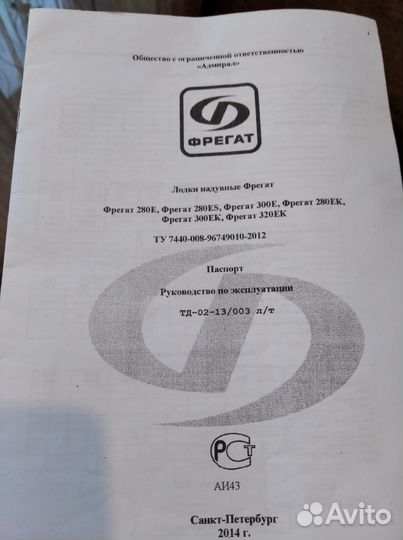 Общество с ограниченной ответственностью
«Адмирал»
ФРЕГАТ
Лодки надувные Фрегат
Фрегат 280Е, Фрегат 280ES, Фрегат 300Е, Фрегат 280ЕК,
Фрегат 300ЕК, Фрегат 320ЕК
ТУ 7440-008-96749010-2012
Паспорт
Руководство по эксплуатации
ТД-02-13/003 л/т
РСТ
АИ43
Санкт-Петербург
2014 г.
Avito